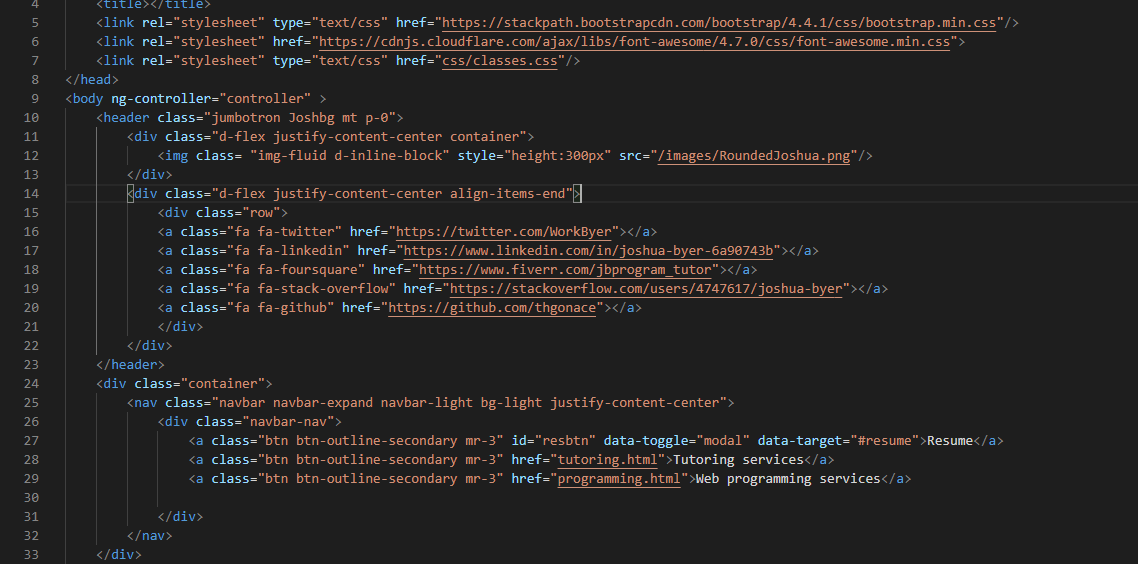 4 <title></title>
5 <link rel="stylesheet" type="text/css" href="https://stackpath.bootstrapcdn.com/bootstrap/4.4.1/css/bootstrap.min.css"/>
6 <link rel="stylesheet" href="https://cdnjs.cloudflare.com/ajax/libs/font-awesome/4.7.0/css/font-awesome.min.css">
7 <link rel="stylesheet" type="text/css" href="css/classes.css"/>
8 </head>
9 <body ng-controller="controller" >
10 <header class="jumbotron Joshbg mt p-0">
11 <div class="d-flex justify-content-center container">
12 <img class= "img-fluid d-inline-block" style="height:300px" src="/images/RoundedJoshua.png"/>
13 </div>
14 <div class="d-flex justify-content-center align-items-end">
15 <div class="row">
16 <a class="fa fa-twitter" href="https://twitter.com/WorkByer"></a>
17 <a class="fa fa-linkedin" href="https://www.linkedin.com/in/joshua-byer-6a90743b"></a>
18 <a class="fa fa-foursquare" href="https://www.fiverr.com/jbprogram_tutor"></a>
19 <a class="fa fa-stack-overflow" href="https://stackoverflow.com/users/4747617/joshua-byer"></a>
20 <a class="fa fa-github" href="https://github.com/thgonace"></a>
21 </div>
22 </div>
23 </header>
24 <div class="container">
25 <nav class="navbar navbar-expand navbar-light bg-light justify-content-center">
26 <div class="navbar-nav">
27 <a class="btn btn-outline-secondary mr-3" id="resbtn" data-toggle="modal" data-target="#resume">Resume</a>
28 <a class="btn btn-outline-secondary mr-3" href="tutoring.html">Tutoring services</a>
29 <a class="btn btn-outline-secondary mr-3" href="programming.html">Web programming services</a>
30
31 </div>
32 </nav>
33 </div>